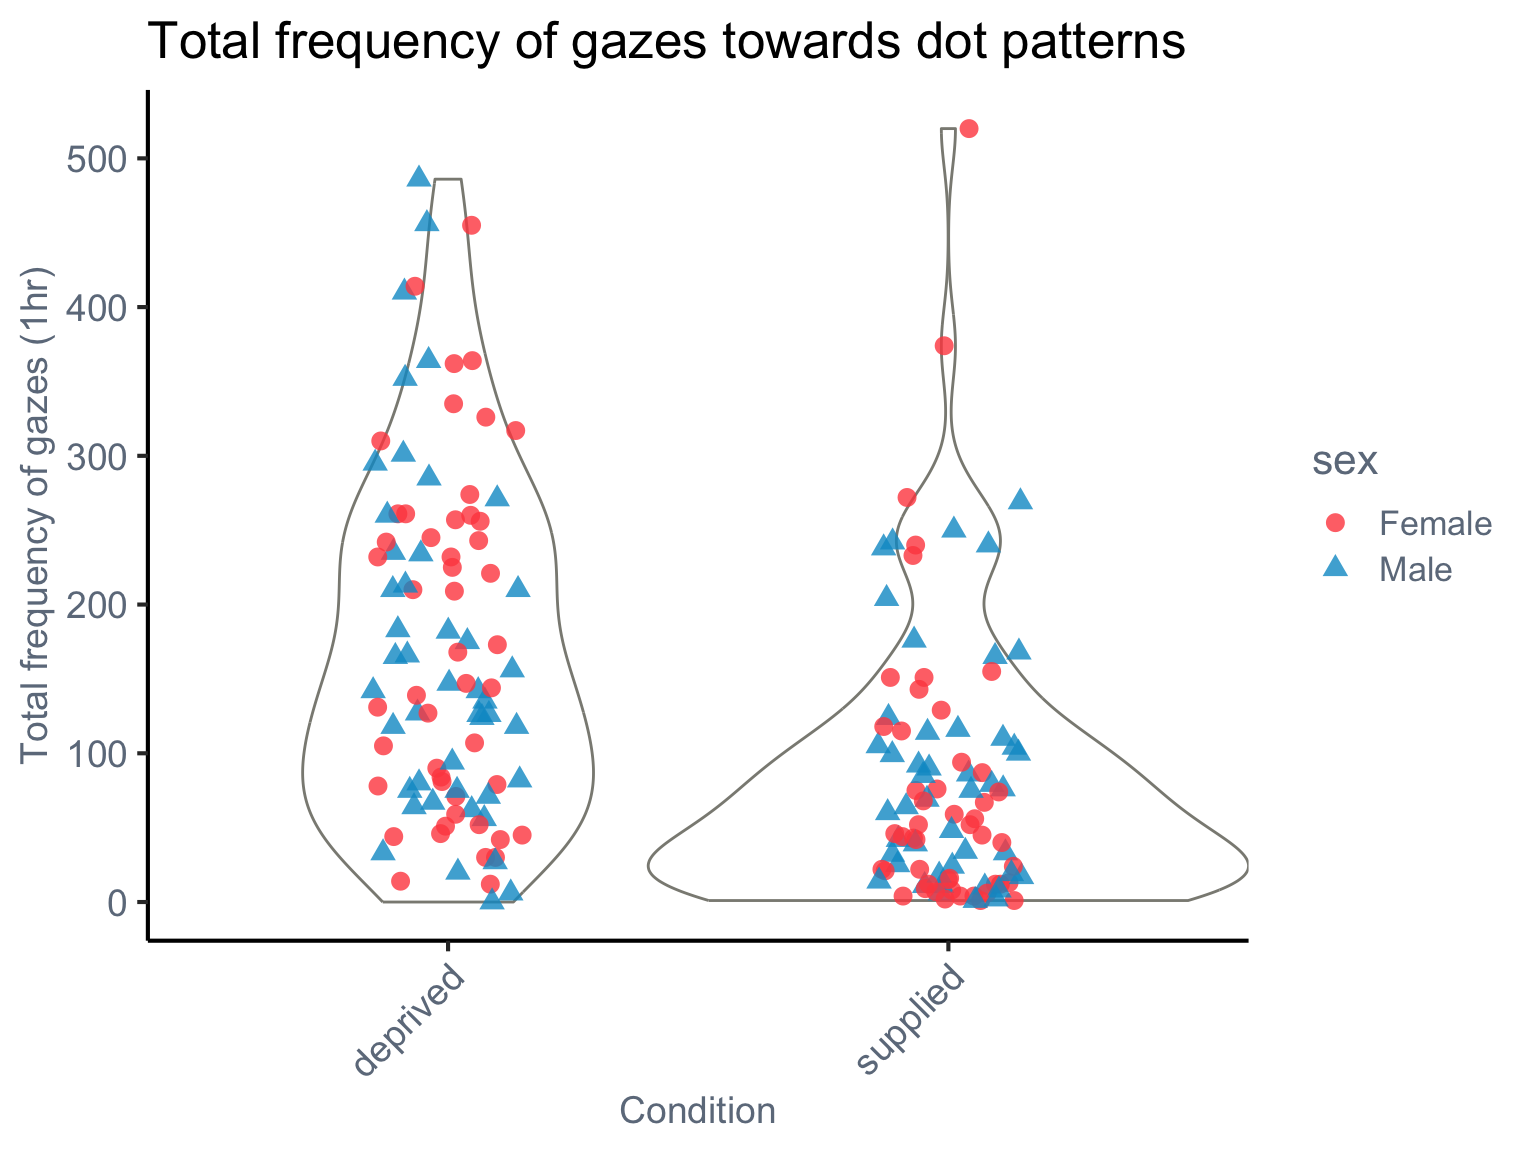 Total frequency of gazes towards dot patterns
Total frequency of gazes (1hr)
500
400
300
200
100
0
deprived
supplied
Condition
sex
Female
Male